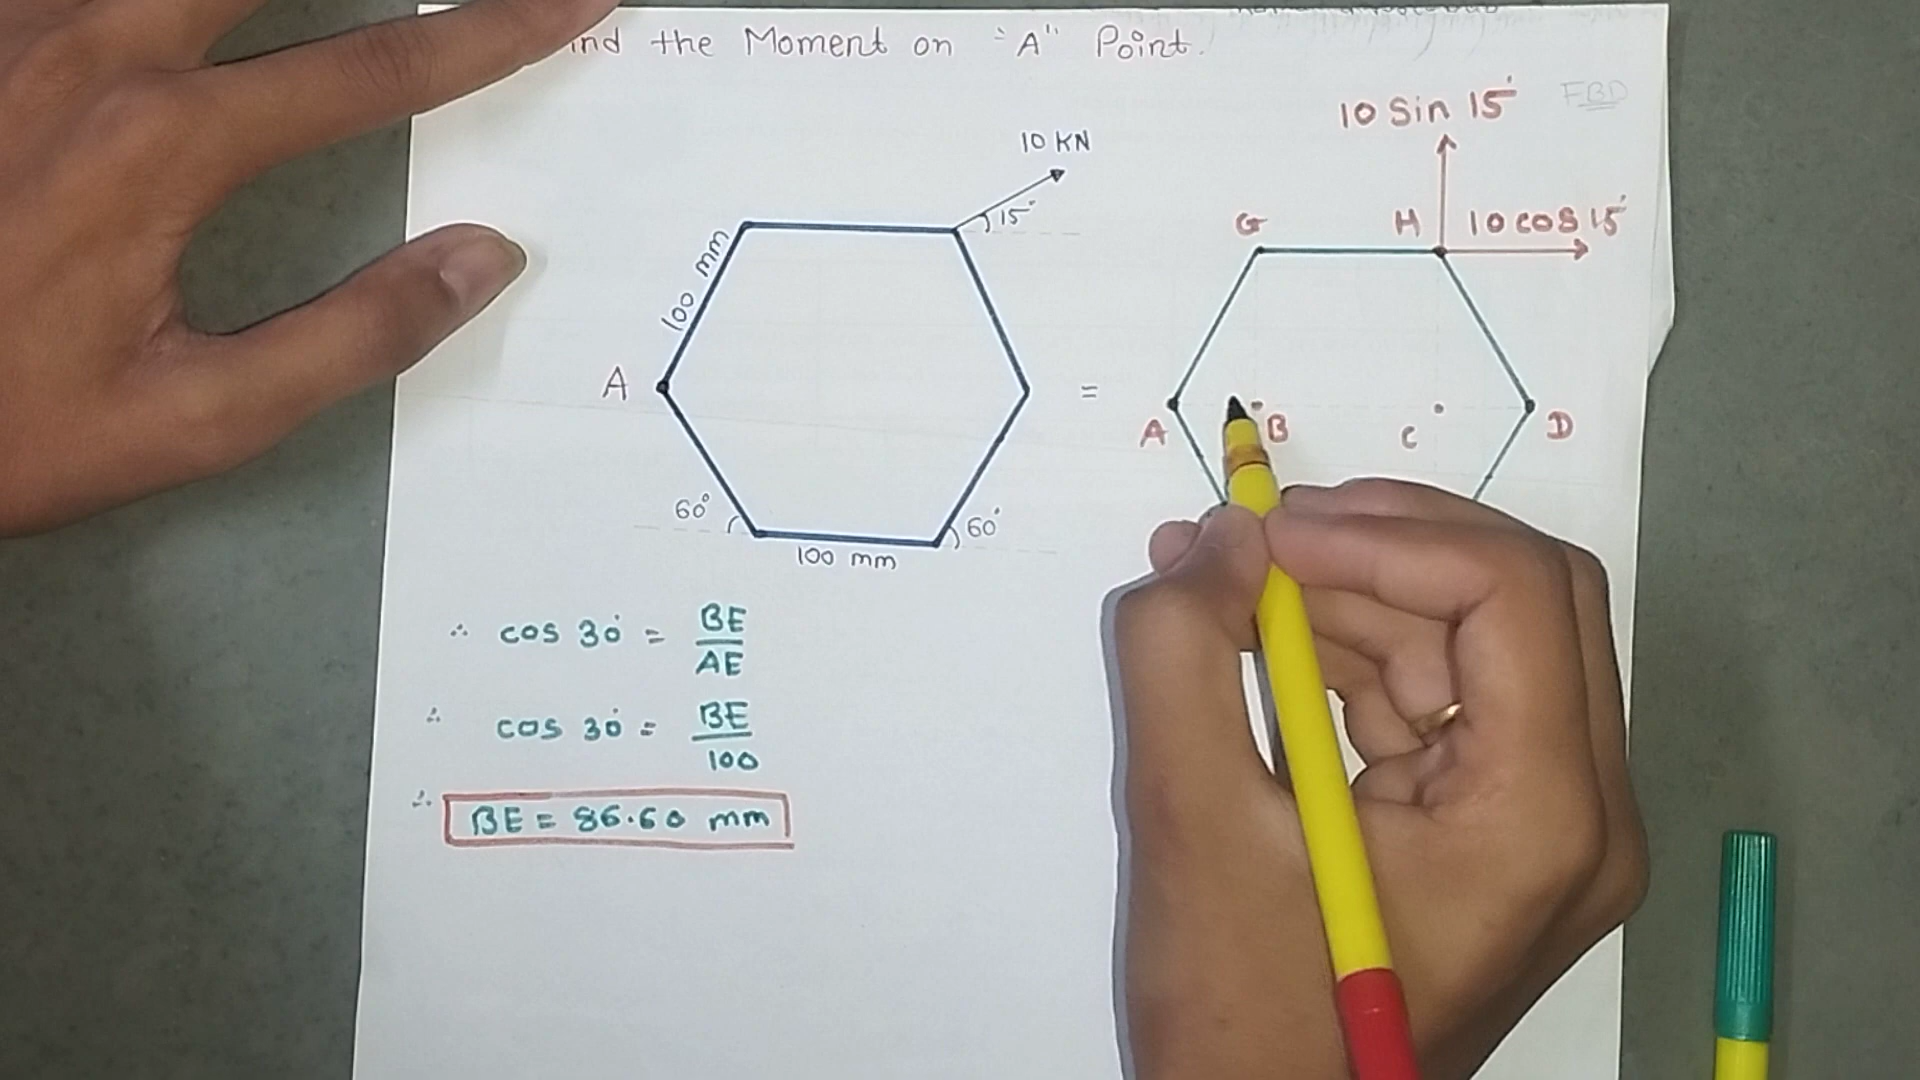 ind the Moment on "A" Point.
FBD
10 KN
15°
100 mm
A
60°
60°
100 mm
=
10 Sin 15°
G
H
10 cos 15°
A
B
C
D
∴ cos 30° = BE
AE
∴ cos 30° = BE
100
∴ BE = 86.60 mm